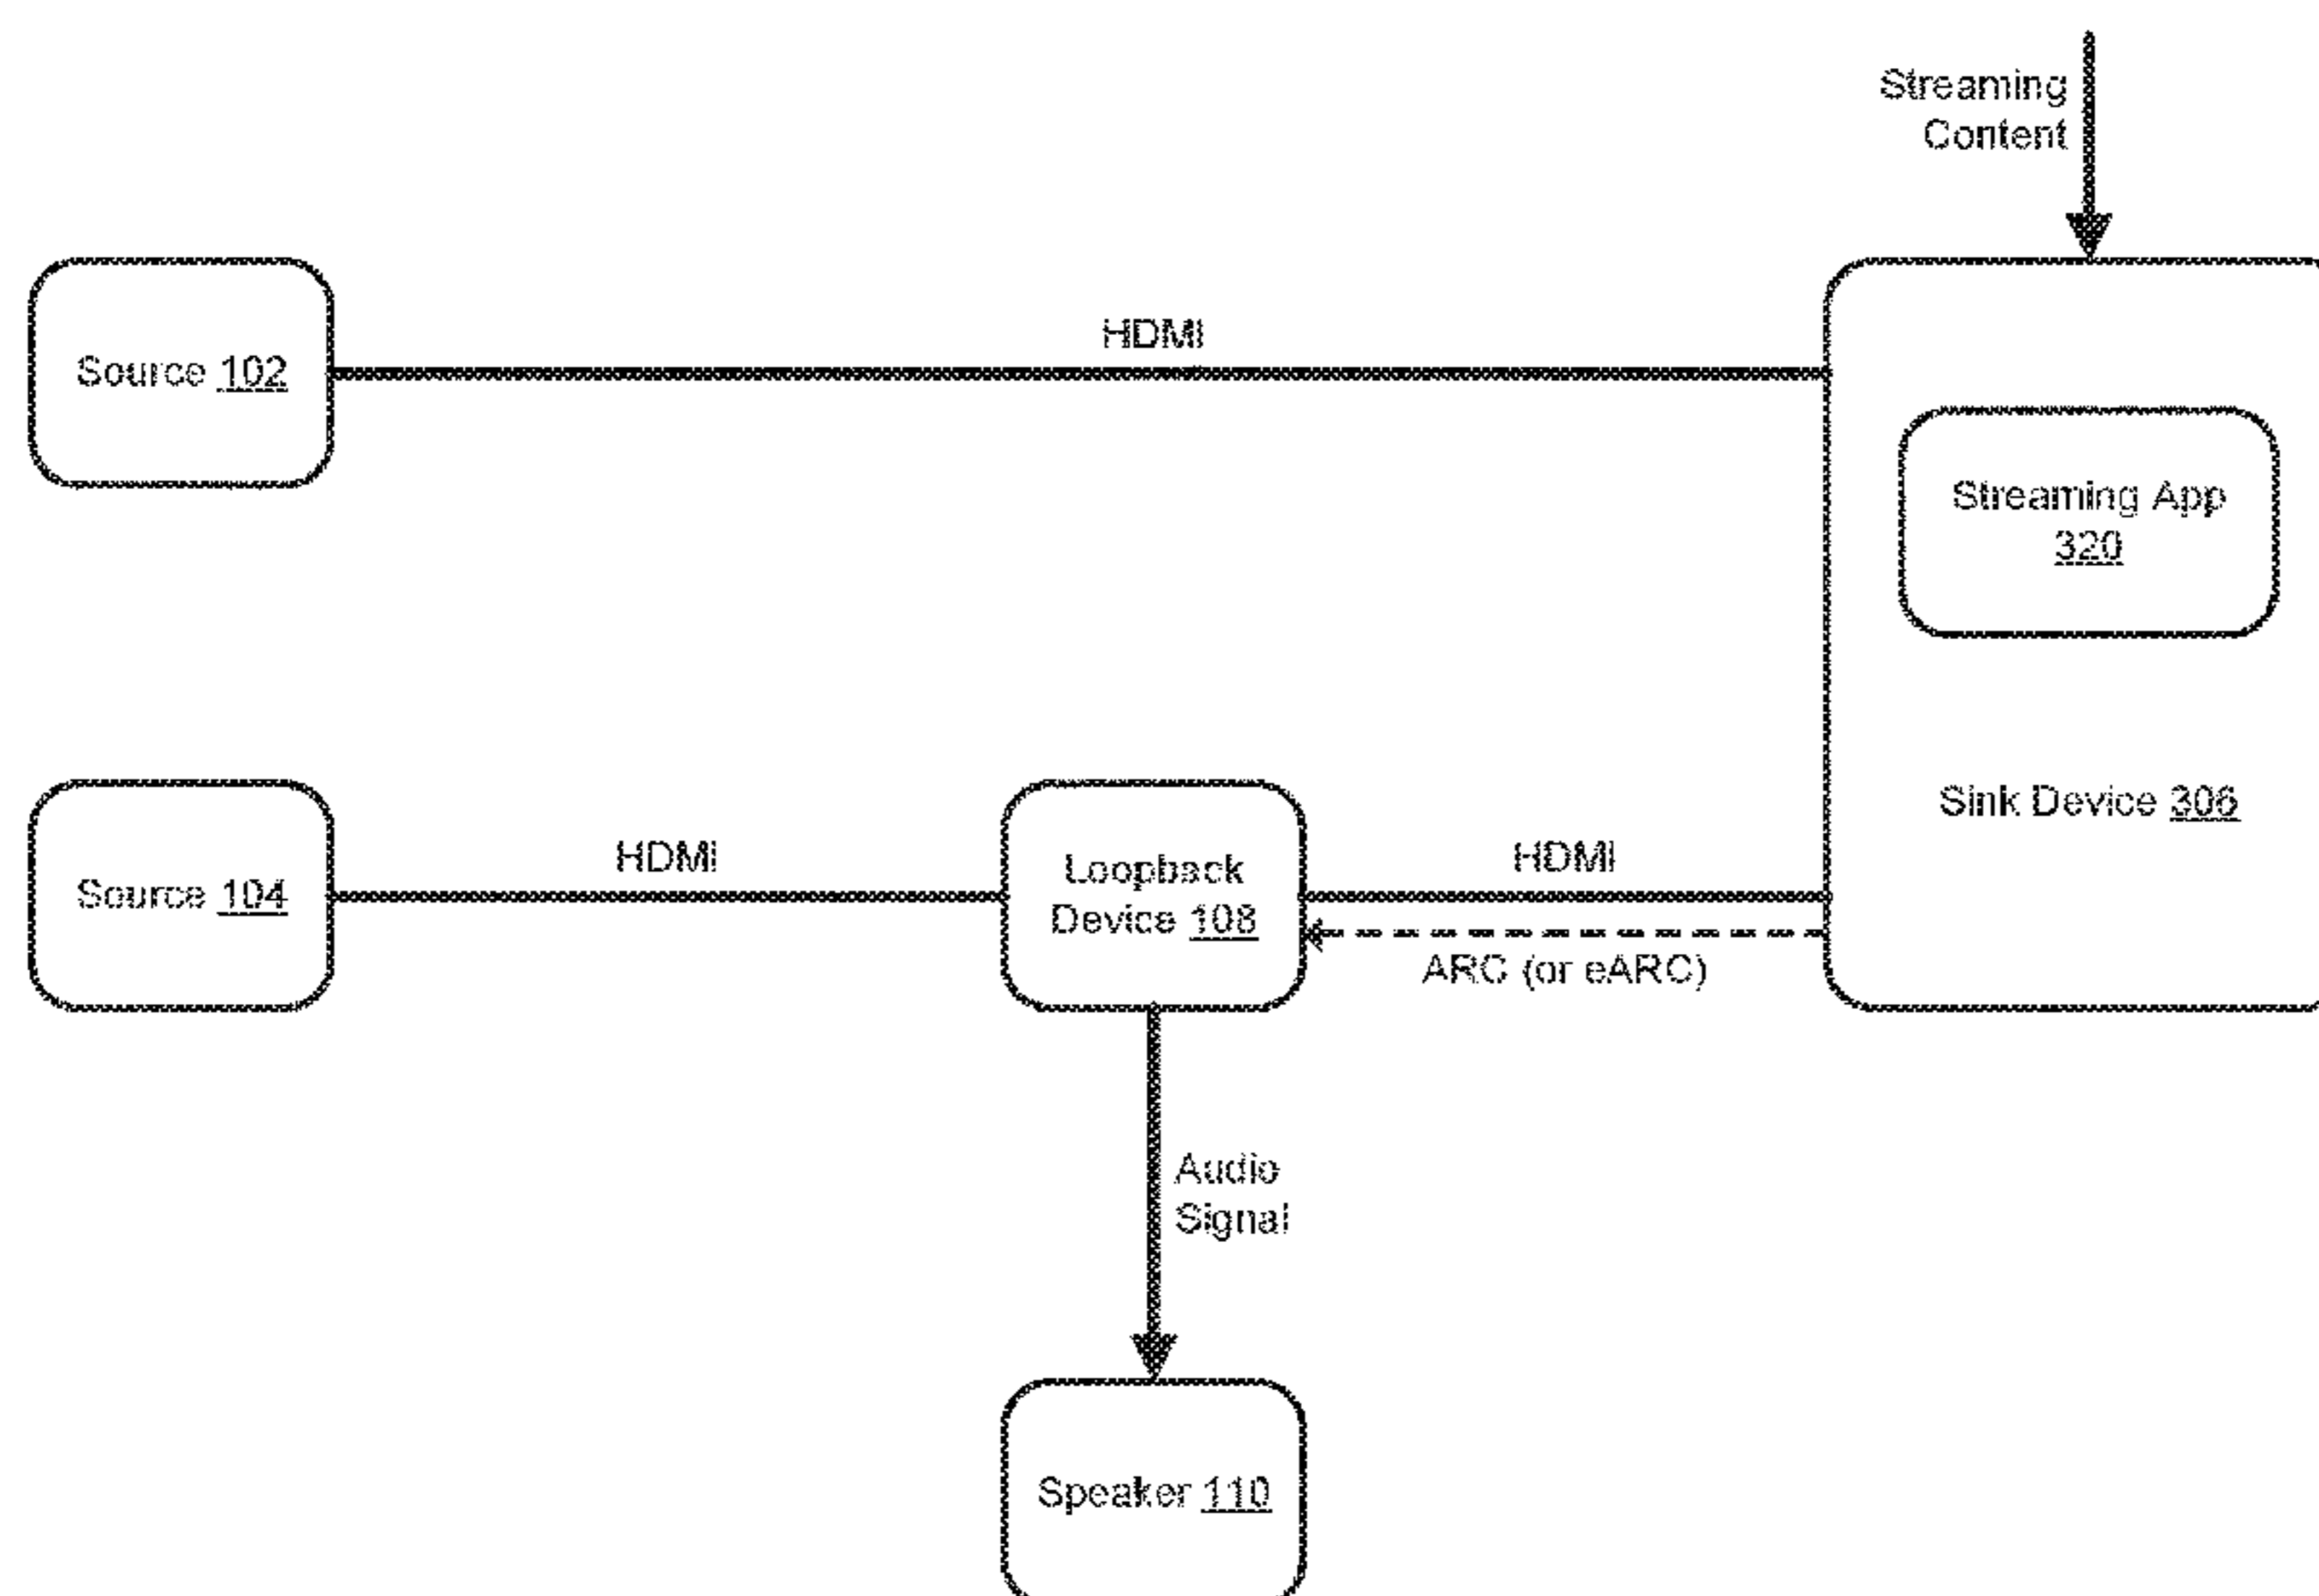 Streaming
Content
HDMI
Source 102
Streaming App
320
Sink Device 306
HDMI
HDMI
Loopback
Device 108
Source 104
ARC (or eARC)
Audio
Signal
Speaker 110